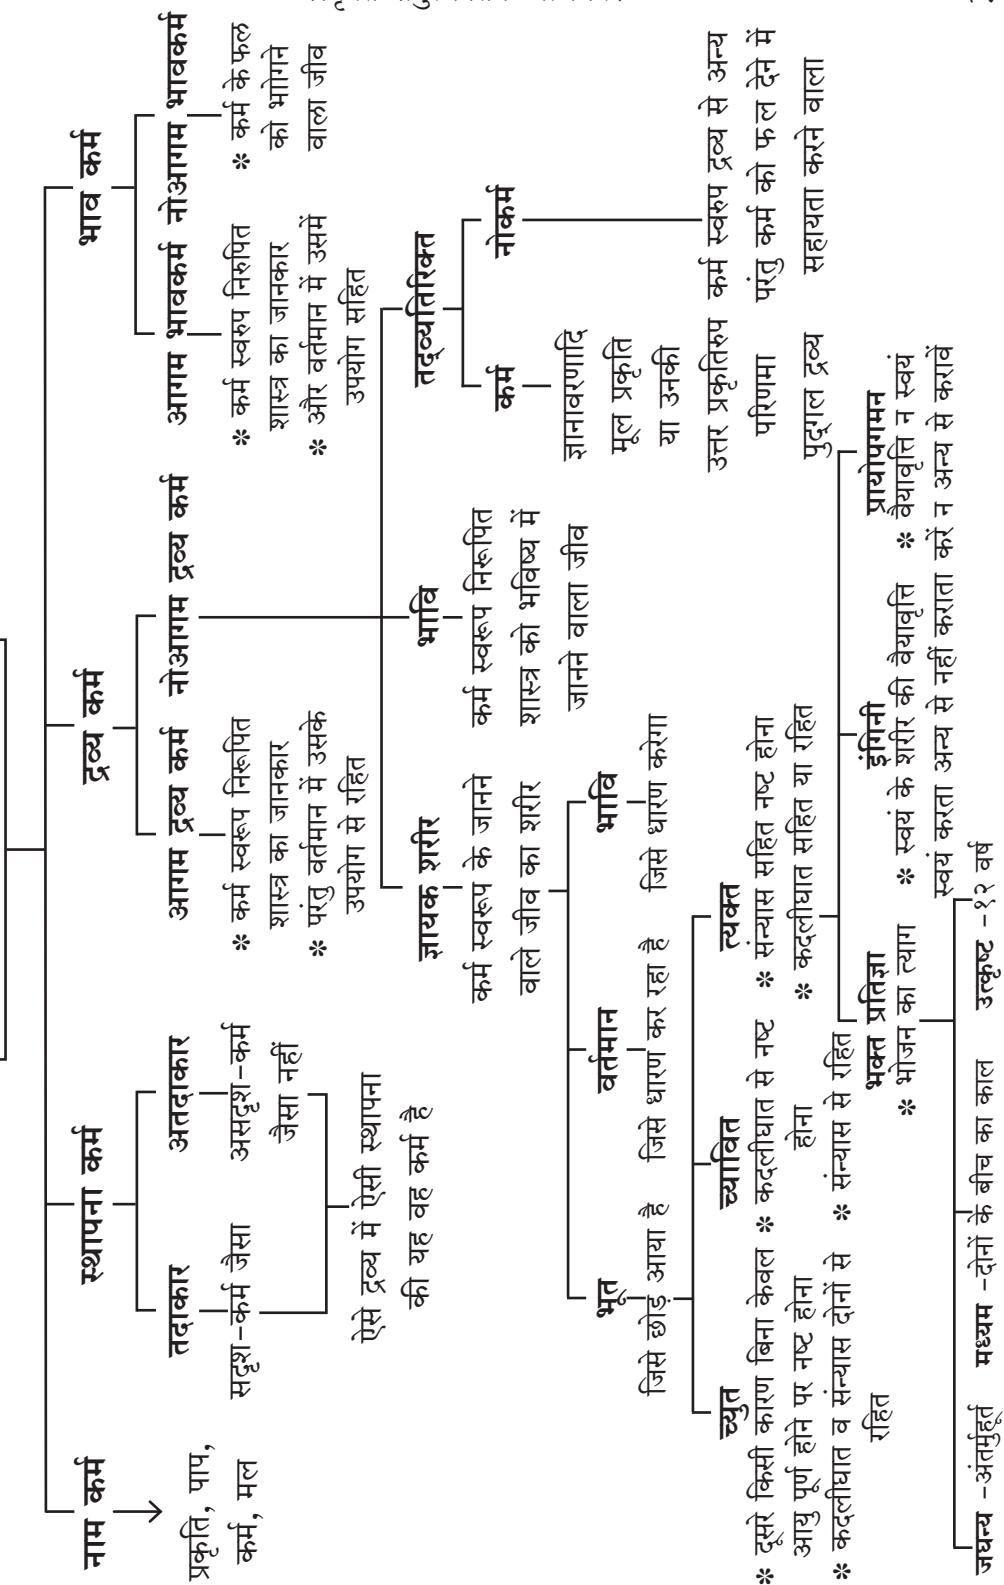 नाम कर्म
प्रकृति, पाप,
कर्म, मल
स्थापना कर्म
तदाकार
सदृश-कर्म जैसा
अतदाकार
असदृश-कर्म
जैसा नहीं
ऐसे द्रव्य में ऐसी स्थापना
की यह वह कर्म है
द्रव्य कर्म
आगम द्रव्य कर्म
* कर्म स्वरूप निरूपित
शास्त्र का जानकार
* परंतु वर्तमान में उसके
उपयोग से रहित
नोआगम द्रव्य कर्म
भाव कर्म
आगम भावकर्म
* कर्म स्वरुप निरुपित
शास्त्र का जानकार
* और वर्तमान में उसमें
उपयोग सहित
नोआगम भावकर्म
* कर्म के फल
को भोगने
वाला जीव
ज्ञायक शरीर
कर्म स्वरूप के जानने
वाले जीव का शरीर
भावि
कर्म स्वरूप निरूपित
शास्त्र को भविष्य में
जानने वाला जीव
तद्व्यतिरिक्त
कर्म
ज्ञानावरणादि
मूल प्रकृति
या उनकी
उत्तर प्रकृतिरुप
परिणमा
पुद्गल द्रव्य
नोकर्म
कर्म स्वरुप द्रव्य से अन्य
परंतु कर्म को फल देने में
सहायता करने वाला
भूत
जिसे छोड़ आया है
वर्तमान
जिसे धारण कर रहा है
भावि
जिसे धारण करेगा
च्युत
* दूसरे किसी कारण बिना केवल
आयु पूर्ण होने पर नष्ट होना
* कदलीघात व संन्यास दोनों से
रहित
च्यावित
* कदलीघात से नष्ट
होना
* संन्यास से रहित
त्यक्त
* संन्यास सहित नष्ट होना
* कदलीघात सहित या रहित
भक्त प्रतिज्ञा
* भोजन का त्याग
इंगिनी
* स्वयं के शरीर की वैयावृत्ति
स्वयं करता अन्य से नहीं कराता
प्रायोपगमन
* वैयावृत्ति न स्वयं
करें न अन्य से करावें
जघन्य -अंतर्मुहूर्त
मध्यम -दोनों के बीच का काल
उत्कृष्ट -१२ वर्ष